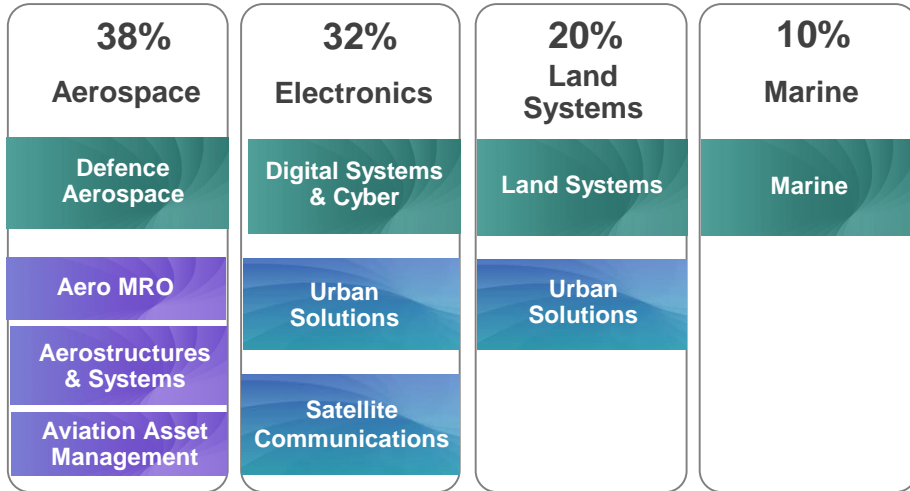 38%
Aerospace
Defence
Aerospace
Aero MRO
Aerostructures
& Systems
Aviation Asset
Management
32%
Electronics
Digital Systems
& Cyber
Urban
Solutions
Satellite
Communications
20%
Land
Systems
Land Systems
Urban
Solutions
10%
Marine
Marine